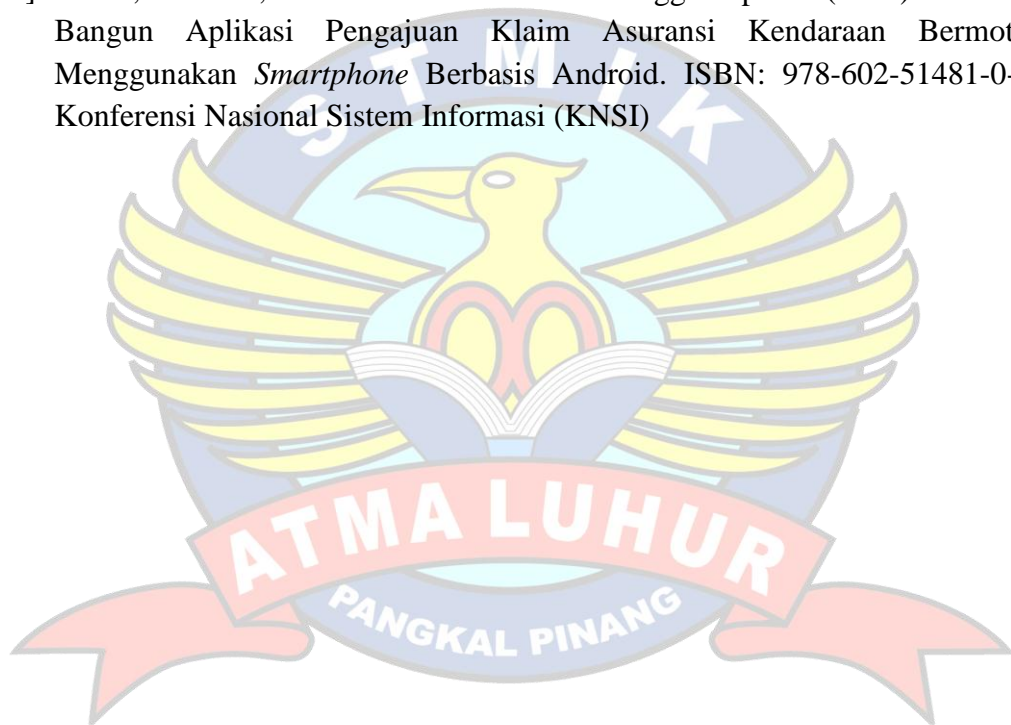 Bangun Aplikasi Pengajuan Klaim Asuransi Kendaraan Bermot
Menggunakan Smartphone Berbasis Android. ISBN: 978-602-51481-0-
Konferensi Nasional Sistem Informasi (KNSI)
STMIK
ATMA LUHUR
PANGKAL PINANG